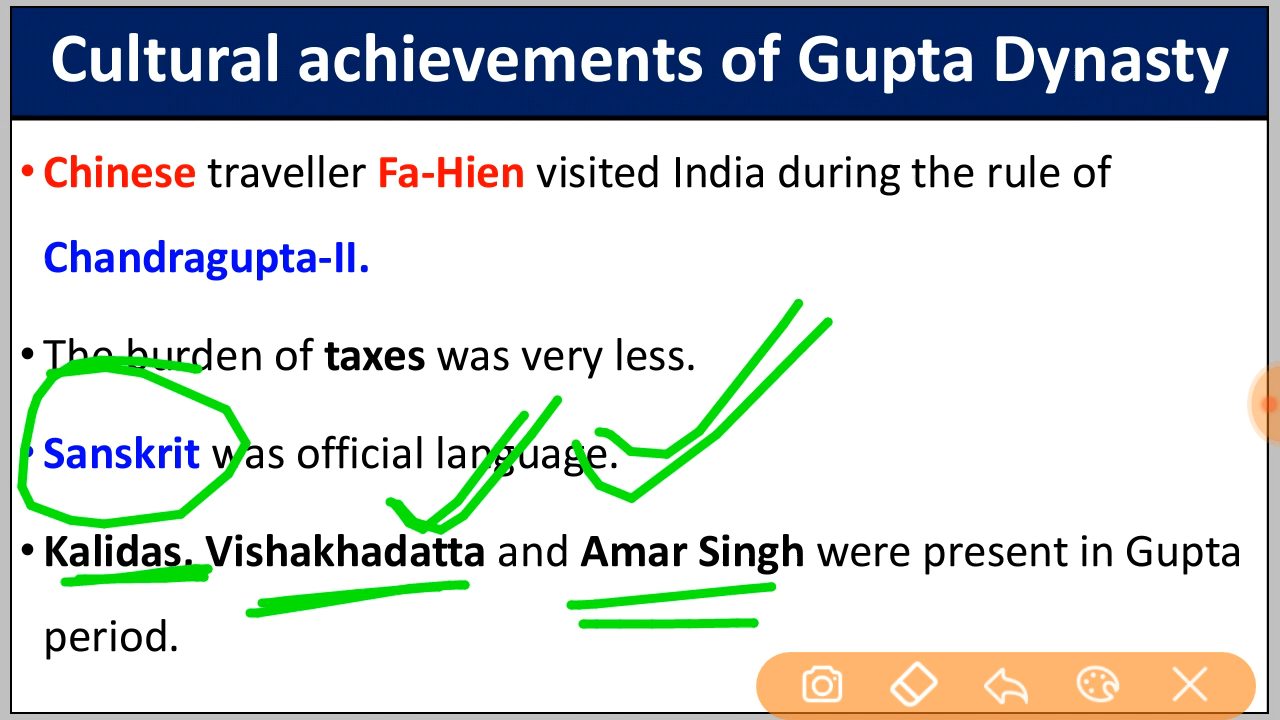 Cultural achievements of Gupta Dynasty
• Chinese traveller Fa-Hien visited India during the rule of
Chandragupta-II.
• The burden of taxes was very less.
• Sanskrit was official language.
• Kalidas. Vishakhadatta and Amar Singh were present in Gupta
period.